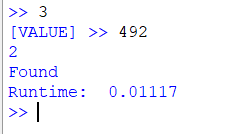 >> 3
[VALUE] >> 492
2
Found
Runtime:  0.01117
>>